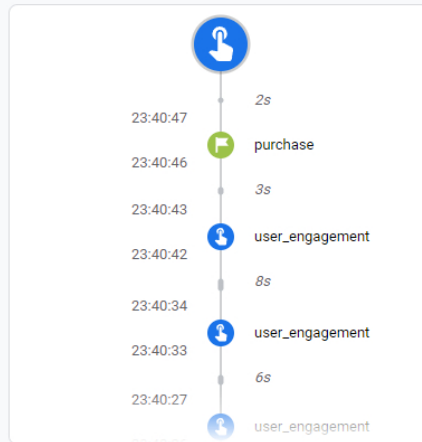 2s
23:40:47
purchase
23:40:46
3s
23:40:43
user_engagement
23:40:42
8s
23:40:34
user_engagement
23:40:33
6s
23:40:27
user_engagement